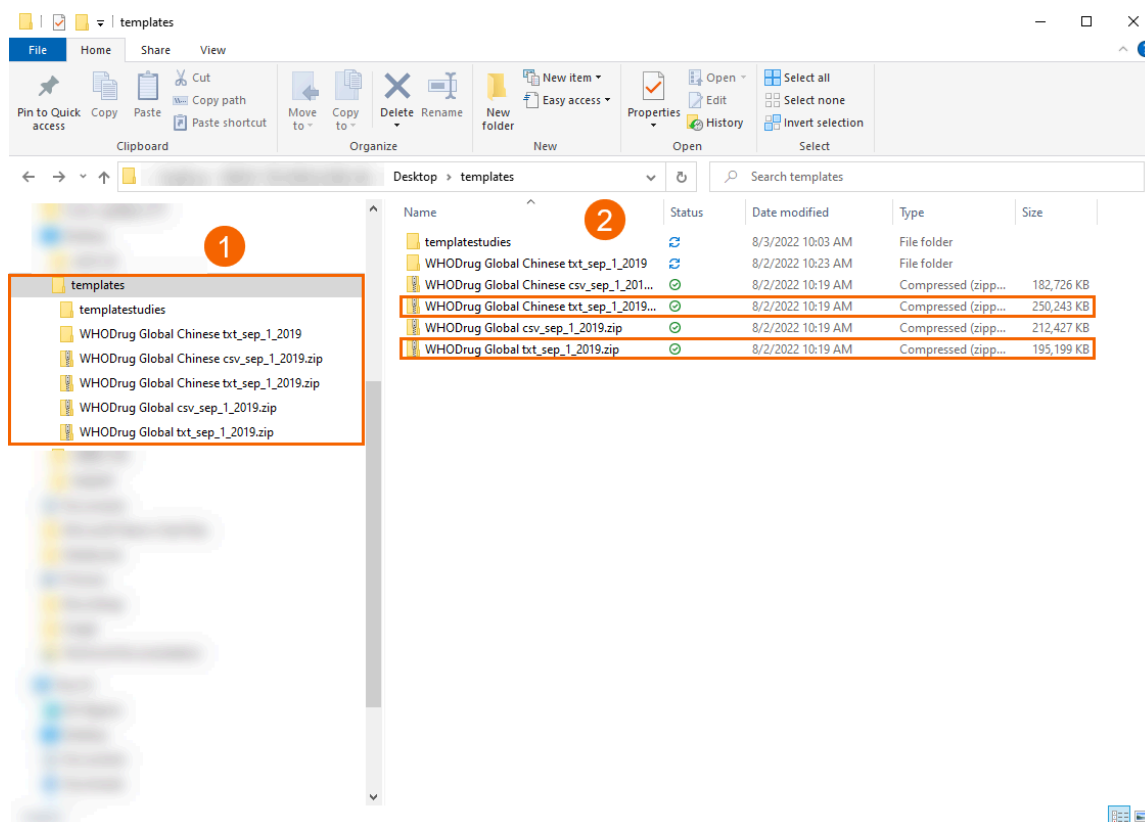 templates
File Home Share View
Pin to Quick access
Copy
Paste
Cut
Copy path
Paste shortcut
Clipboard
Move to
Copy to
Delete
Rename
Organize
New folder
New item
Easy access
New
Properties
Open
Edit
History
Open
Select all
Select none
Invert selection
Select
Desktop › templates
Search templates
1
templates
templatestudies
WHODrug Global Chinese txt_sep_1_2019
WHODrug Global Chinese csv_sep_1_2019.zip
WHODrug Global Chinese txt_sep_1_2019.zip
WHODrug Global csv_sep_1_2019.zip
WHODrug Global txt_sep_1_2019.zip
2
Name Status Date modified Type Size
templatestudies 8/3/2022 10:03 AM File folder
WHODrug Global Chinese txt_sep_1_2019 8/2/2022 10:23 AM File folder
WHODrug Global Chinese csv_sep_1_201... 8/2/2022 10:19 AM Compressed (zipp... 182,726 KB
WHODrug Global Chinese txt_sep_1_2019... 8/2/2022 10:19 AM Compressed (zipp... 250,243 KB
WHODrug Global csv_sep_1_2019.zip 8/2/2022 10:19 AM Compressed (zipp... 212,427 KB
WHODrug Global txt_sep_1_2019.zip 8/2/2022 10:19 AM Compressed (zipp... 195,199 KB